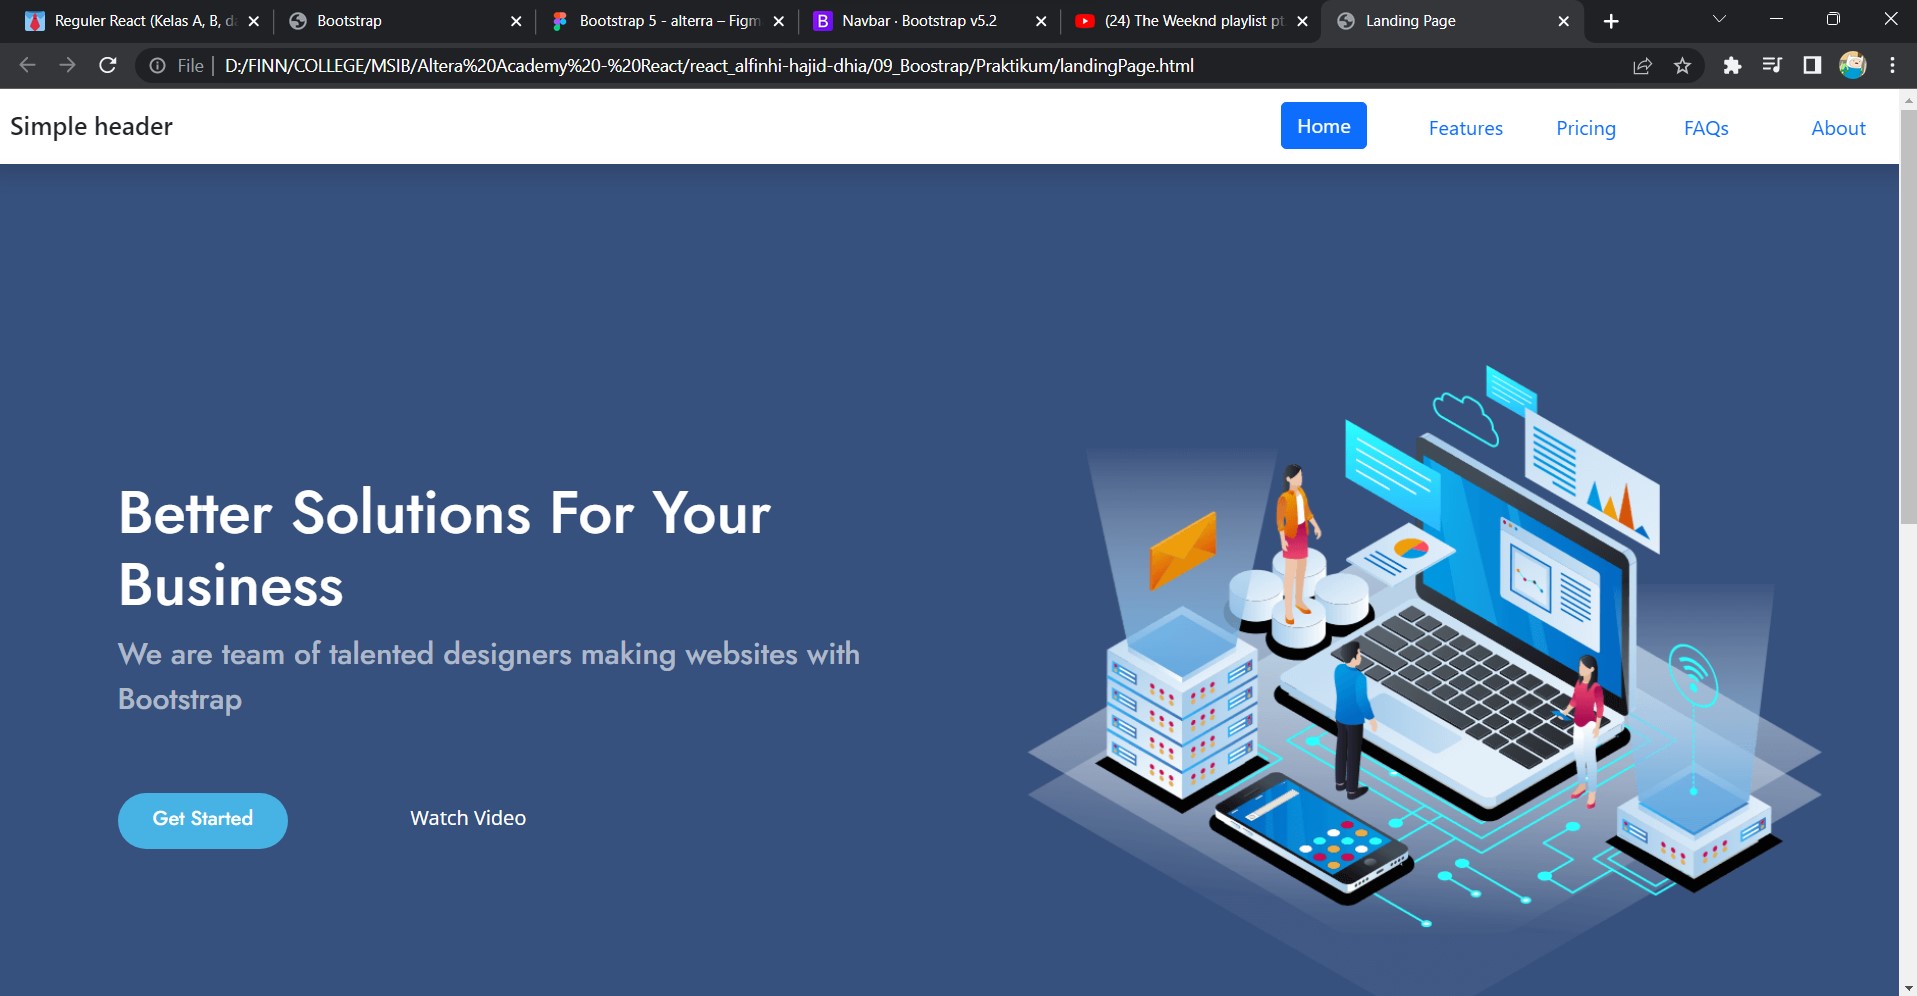 Reguler React (Kelas A, B, d
Bootstrap
Bootstrap 5 - alterra – Figm
Navbar · Bootstrap v5.2
(24) The Weeknd playlist pt
Landing Page
File
D:/FINN/COLLEGE/MSIB/Altera%20Academy%20-%20React/react_alfinhi-hajid-dhia/09_Boostrap/Praktikum/landingPage.html
Simple header
Home
Features
Pricing
FAQs
About
Better Solutions For Your
Business
We are team of talented designers making websites with
Bootstrap
Get Started
Watch Video